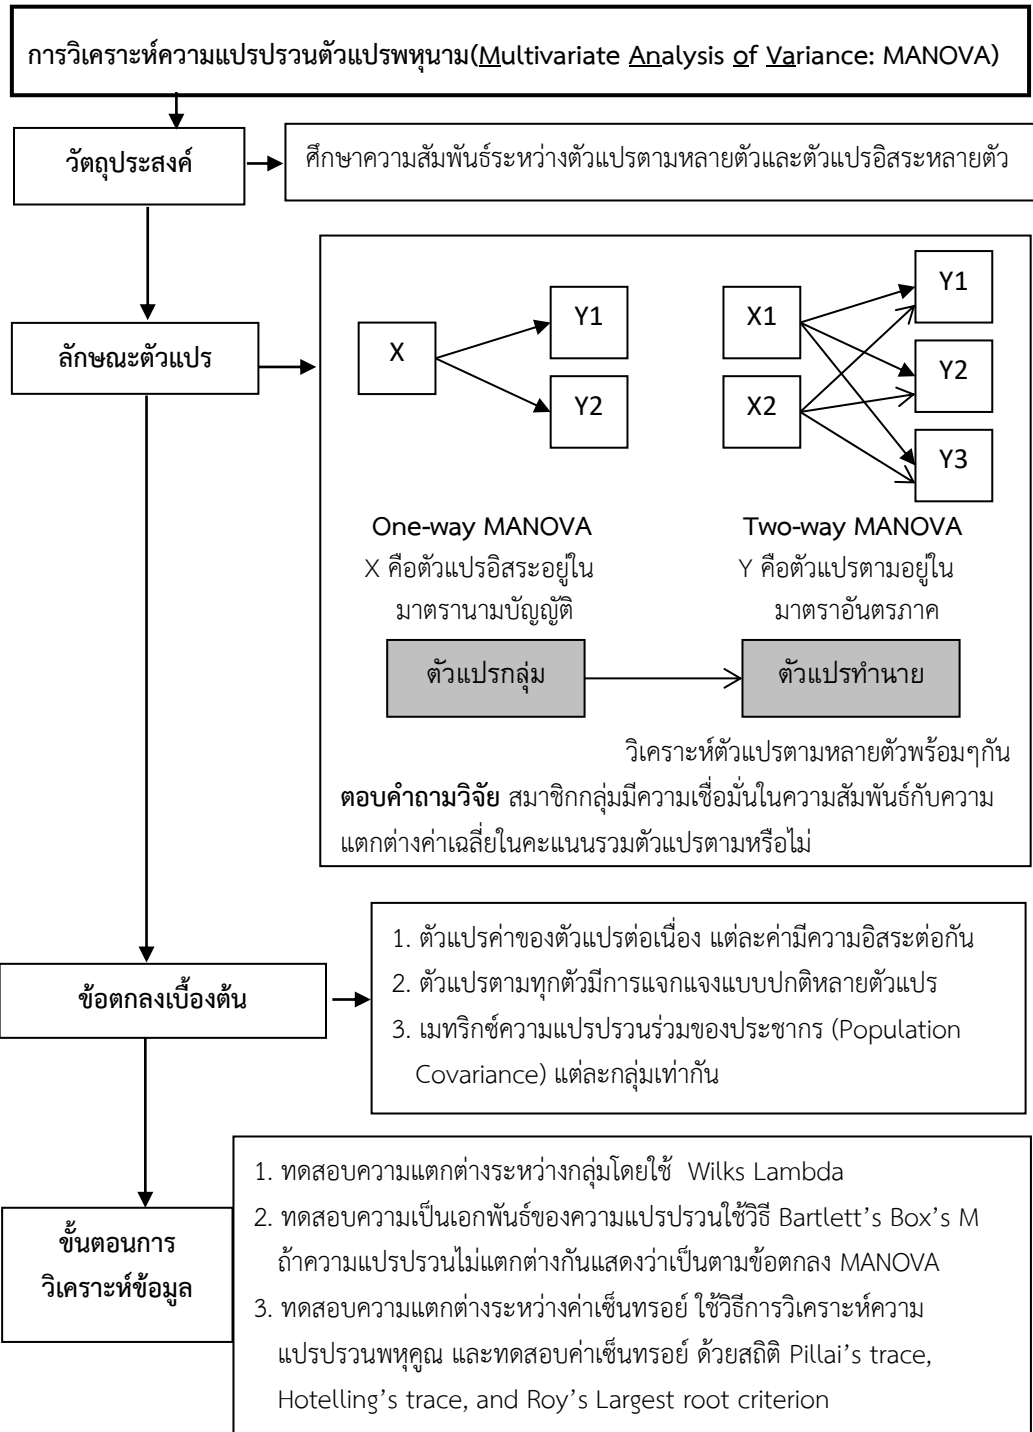 การวิเคราะห์ความแปรปรวนตัวแปรพหุนาม(Multivariate Analysis of Variance: MANOVA)
วัตถุประสงค์
ศึกษาความสัมพันธ์ระหว่างตัวแปรตามหลายตัวและตัวแปรอิสระหลายตัว
ลักษณะตัวแปร
X
Y1
Y2
X1
X2
Y1
Y2
Y3
One-way MANOVA
X คือตัวแปรอิสระอยู่ใน
มาตรานามบัญญัติ
Two-way MANOVA
Y คือตัวแปรตามอยู่ใน
มาตราอันตรภาค
ตัวแปรกลุ่ม
ตัวแปรทำนาย
วิเคราะห์ตัวแปรตามหลายตัวพร้อมๆกัน
ตอบคำถามวิจัย สมาชิกกลุ่มมีความเชื่อมั่นในความสัมพันธ์กับความ
แตกต่างค่าเฉลี่ยในคะแนนรวมตัวแปรตามหรือไม่
ข้อตกลงเบื้องต้น
1. ตัวแปรค่าของตัวแปรต่อเนื่อง แต่ละค่ามีความอิสระต่อกัน
2. ตัวแปรตามทุกตัวมีการแจกแจงแบบปกติหลายตัวแปร
3. เมทริกซ์ความแปรปรวนร่วมของประชากร (Population
Covariance) แต่ละกลุ่มเท่ากัน
ขั้นตอนการ
วิเคราะห์ข้อมูล
1. ทดสอบความแตกต่างระหว่างกลุ่มโดยใช้ Wilks Lambda
2. ทดสอบความเป็นเอกพันธ์ของความแปรปรวนใช้วิธี Bartlett’s Box’s M
ถ้าความแปรปรวนไม่แตกต่างกันแสดงว่าเป็นตามข้อตกลง MANOVA
3. ทดสอบความแตกต่างระหว่างค่าเซ็นทรอย์ ใช้วิธีการวิเคราะห์ความ
แปรปรวนพหุคูณ และทดสอบค่าเซ็นทรอย์ ด้วยสถิติ Pillai’s trace,
Hotelling’s trace, and Roy’s Largest root criterion